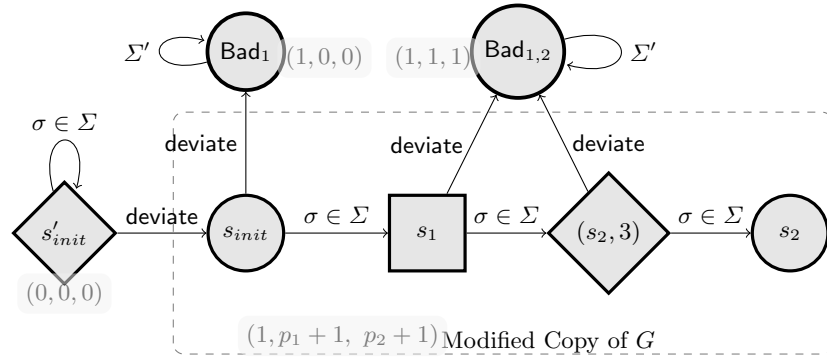 Σ′ Bad₁ (1, 0, 0) (1, 1, 1) Bad₁,₂ Σ′
σ ∈ Σ deviate deviate deviate
s′init deviate sinit σ ∈ Σ s₁ σ ∈ Σ (s₂, 3) σ ∈ Σ s₂
(0, 0, 0)
(1, p₁ + 1, p₂ + 1) Modified Copy of G